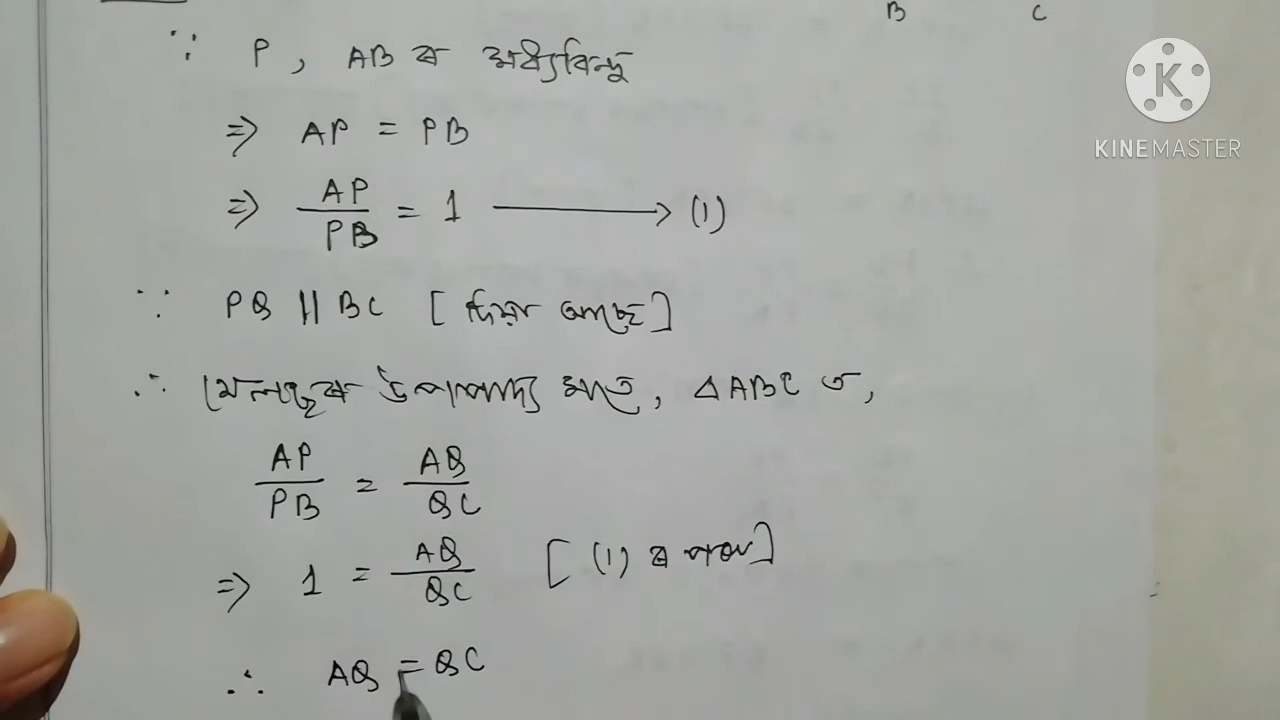 B C
∵ P, AB ৰ মধ্যবিন্দু
⇒ AP = PB
⇒ AP/PB = 1 ⟶ (1)
∵ PQ || BC [দিয়া আছে]
∴ থেলছৰ উপপাদ্য মতে, ΔABC ত,
AP/PB = AQ/QC
⇒ 1 = AQ/QC [(1) ৰ পৰা]
∴ AQ = QC
K
KINEMASTER